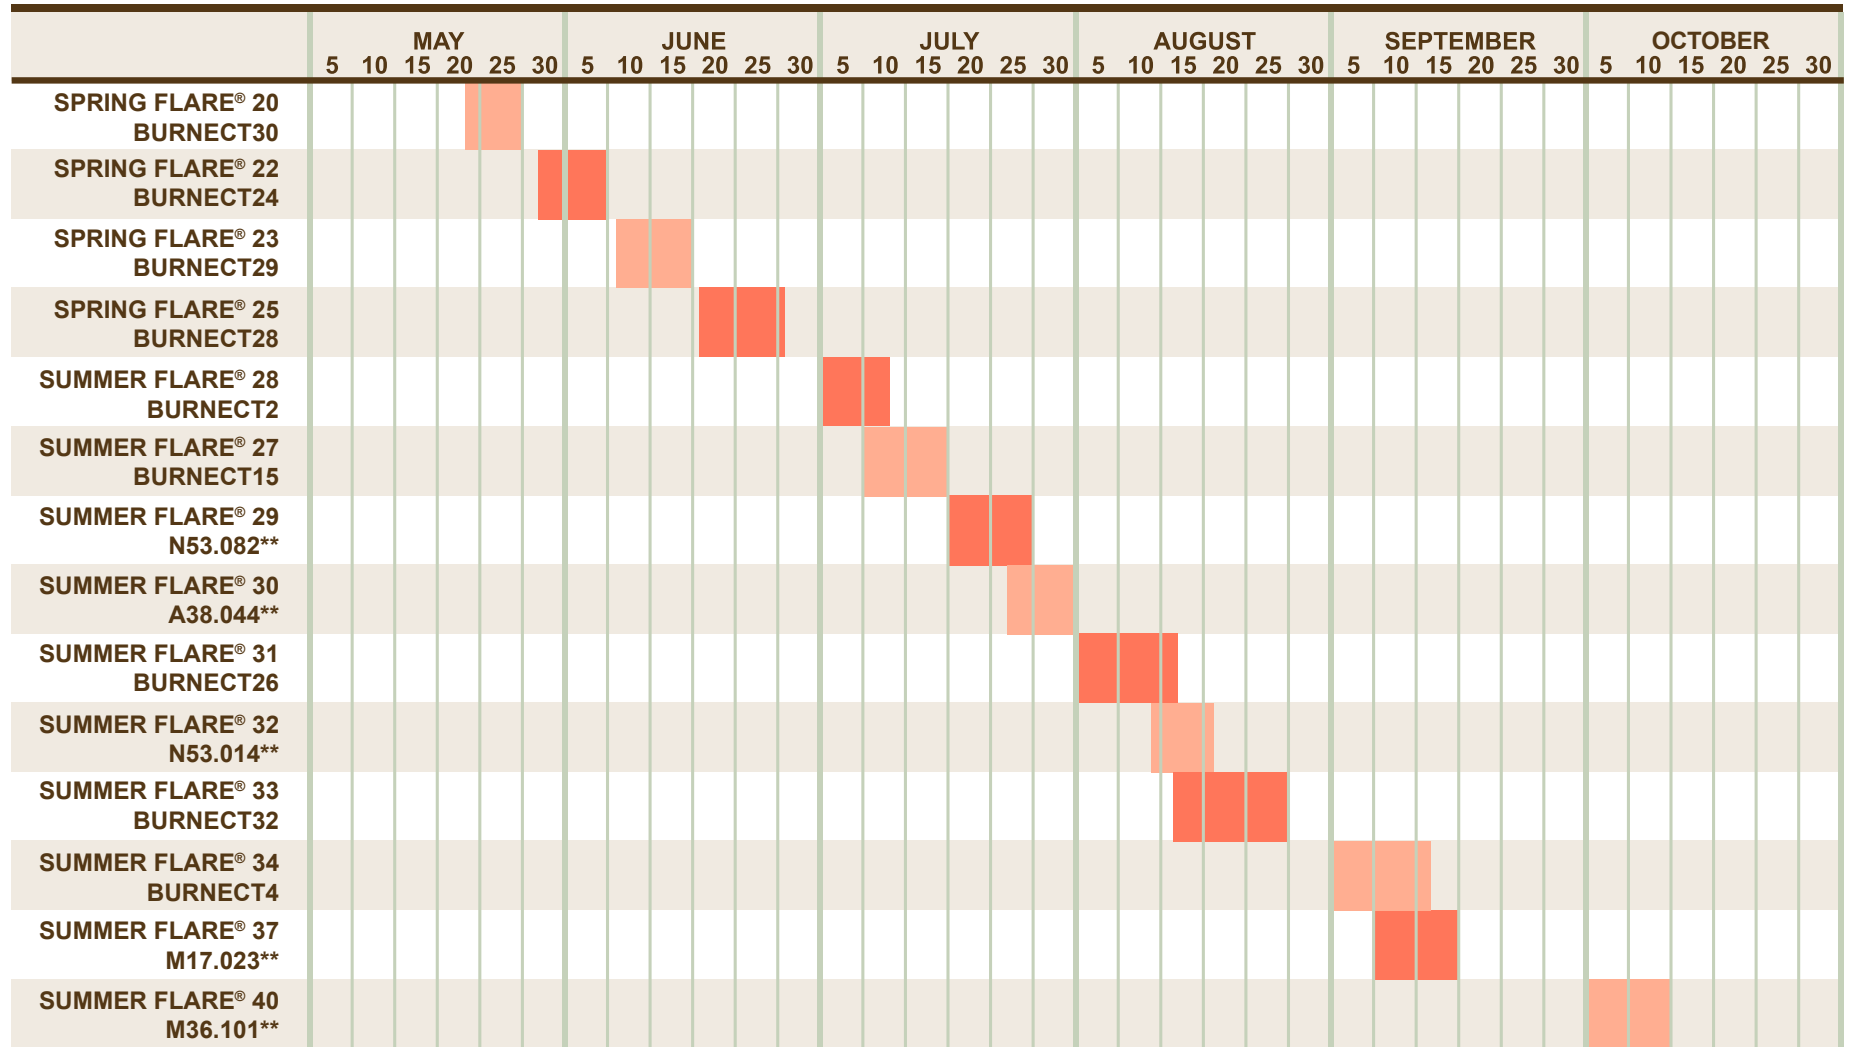 MAY JUNE JULY AUGUST SEPTEMBER OCTOBER
5 10 15 20 25 30 5 10 15 20 25 30 5 10 15 20 25 30 5 10 15 20 25 30 5 10 15 20 25 30 5 10 15 20 25 30
SPRING FLARE® 20
BURNECT30
SPRING FLARE® 22
BURNECT24
SPRING FLARE® 23
BURNECT29
SPRING FLARE® 25
BURNECT28
SUMMER FLARE® 28
BURNECT2
SUMMER FLARE® 27
BURNECT15
SUMMER FLARE® 29
N53.082**
SUMMER FLARE® 30
A38.044**
SUMMER FLARE® 31
BURNECT26
SUMMER FLARE® 32
N53.014**
SUMMER FLARE® 33
BURNECT32
SUMMER FLARE® 34
BURNECT4
SUMMER FLARE® 37
M17.023**
SUMMER FLARE® 40
M36.101**